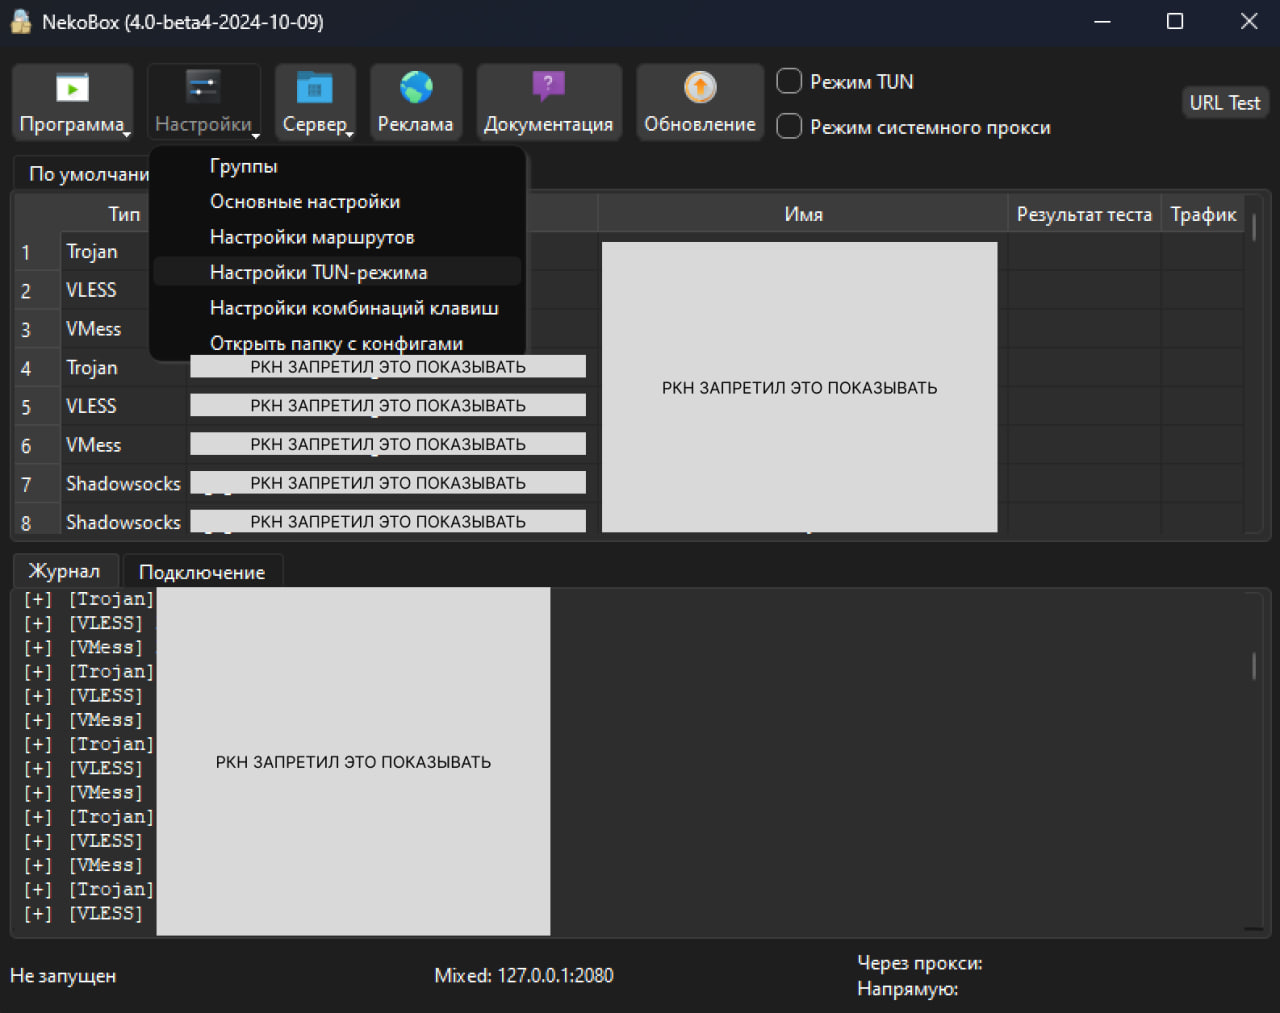 NekoBox (4.0-beta4-2024-10-09)
Программа
Настройки
Сервер
Реклама
Документация
Обновление
Режим TUN
Режим системного прокси
URL Test
По умолчани
Группы
Основные настройки
Настройки маршрутов
Настройки TUN-режима
Настройки комбинаций клавиш
Открыть папку с конфигами
Тип
Имя
Результат теста
Трафик
1 Trojan
2 VLESS
3 VMess
4 Trojan РКН ЗАПРЕТИЛ ЭТО ПОКАЗЫВАТЬ
РКН ЗАПРЕТИЛ ЭТО ПОКАЗЫВАТЬ
5 VLESS РКН ЗАПРЕТИЛ ЭТО ПОКАЗЫВАТЬ
6 VMess РКН ЗАПРЕТИЛ ЭТО ПОКАЗЫВАТЬ
7 Shadowsocks РКН ЗАПРЕТИЛ ЭТО ПОКАЗЫВАТЬ
8 Shadowsocks РКН ЗАПРЕТИЛ ЭТО ПОКАЗЫВАТЬ
Журнал
Подключение
[+] [Trojan]
[+] [VLESS]
[+] [VMess]
[+] [Trojan]
[+] [VLESS]
[+] [VMess]
[+] [Trojan]
[+] [VLESS]
[+] [VMess]
[+] [Trojan]
[+] [VLESS]
[+] [VMess]
[+] [Trojan]
[+] [VLESS]
РКН ЗАПРЕТИЛ ЭТО ПОКАЗЫВАТЬ
Не запущен
Mixed: 127.0.0.1:2080
Через прокси:
Напрямую: